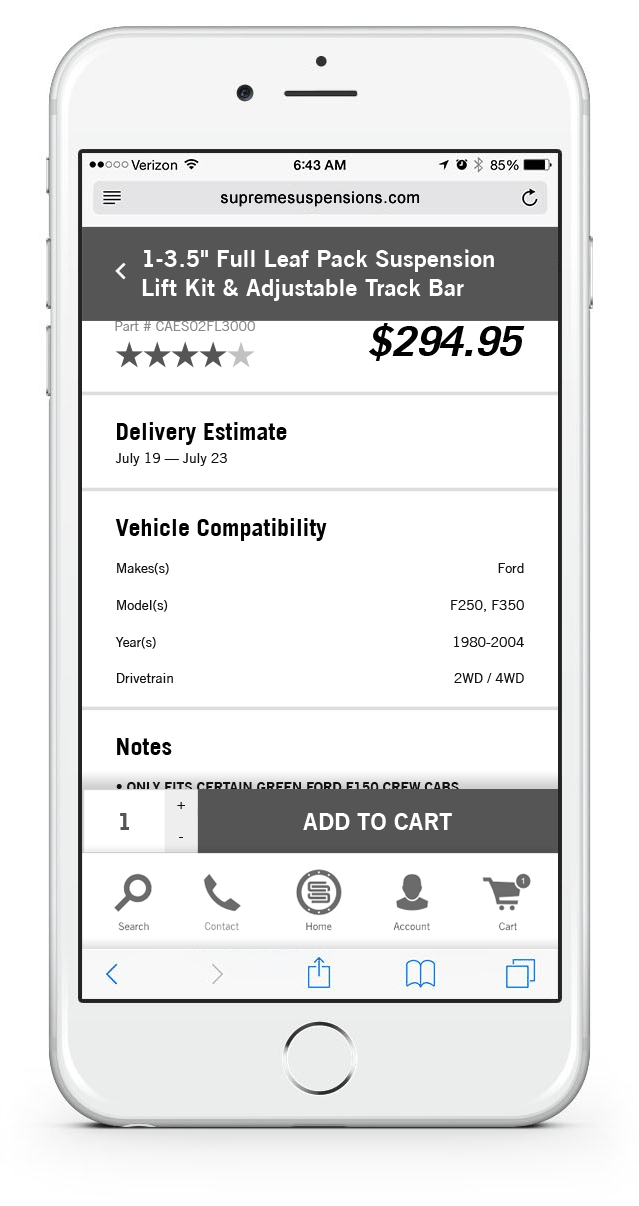 Verizon 6:43 AM 85%
supremesuspensions.com
1-3.5" Full Leaf Pack Suspension
Lift Kit & Adjustable Track Bar
Part # CAES02FL3000
$294.95
Delivery Estimate
July 19 — July 23
Vehicle Compatibility
Makes(s) Ford
Model(s) F250, F350
Year(s) 1980-2004
Drivetrain 2WD / 4WD
Notes
• ONLY FITS CERTAIN GREEN FORD F150 CREW CABS
1 + -
ADD TO CART
1
Search Contact Home Account Cart